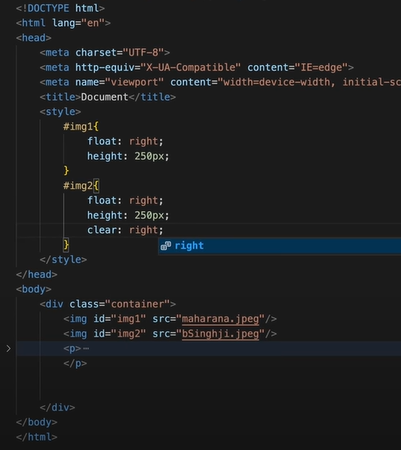 <!DOCTYPE html>
<html lang="en">
<head>
    <meta charset="UTF-8">
    <meta http-equiv="X-UA-Compatible" content="IE=edge">
    <meta name="viewport" content="width=device-width, initial-sc
    <title>Document</title>
    <style>
        #img1{
            float: right;
            height: 250px;
        }
        #img2{
            float: right;
            height: 250px;
            clear: right;
        }
right
    </style>
</head>
<body>
    <div class="container">
        <img id="img1" src="maharana.jpeg"/>
        <img id="img2" src="bSinghji.jpeg"/>
        <p>⋯
        </p>
    </div>
</body>
</html>